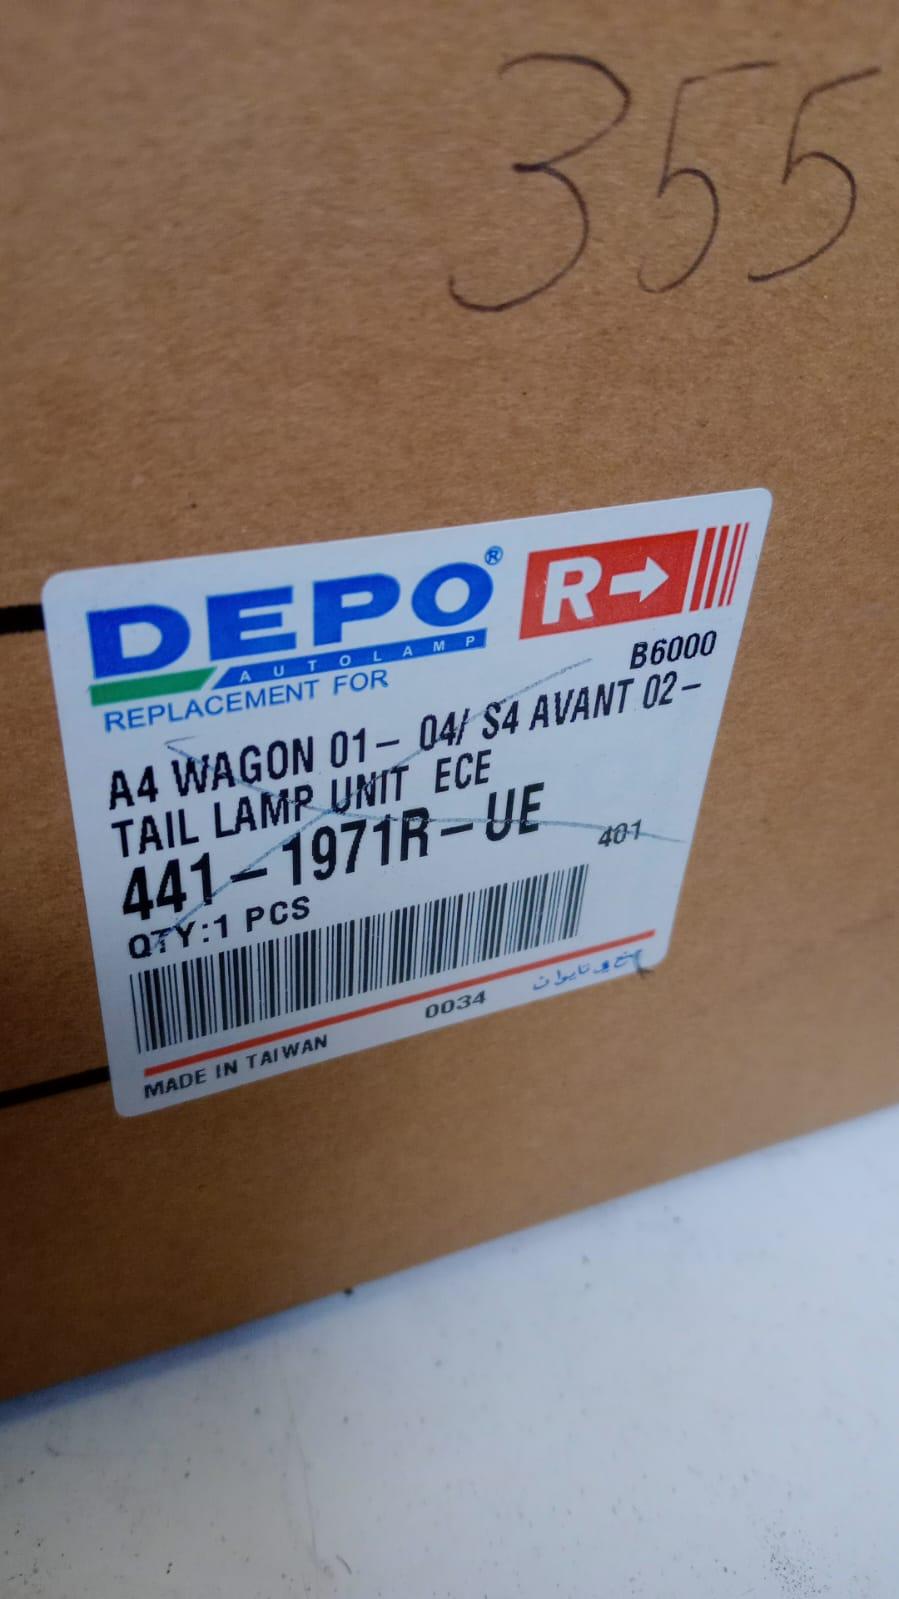 355
DEPO®
AUTOLAMP
R
REPLACEMENT FOR
B6000
A4 WAGON 01- 04/ S4 AVANT 02-
TAIL LAMP UNIT ECE
441-1971R-UE
401
QTY:1 PCS
0034
MADE IN TAIWAN
تايوان